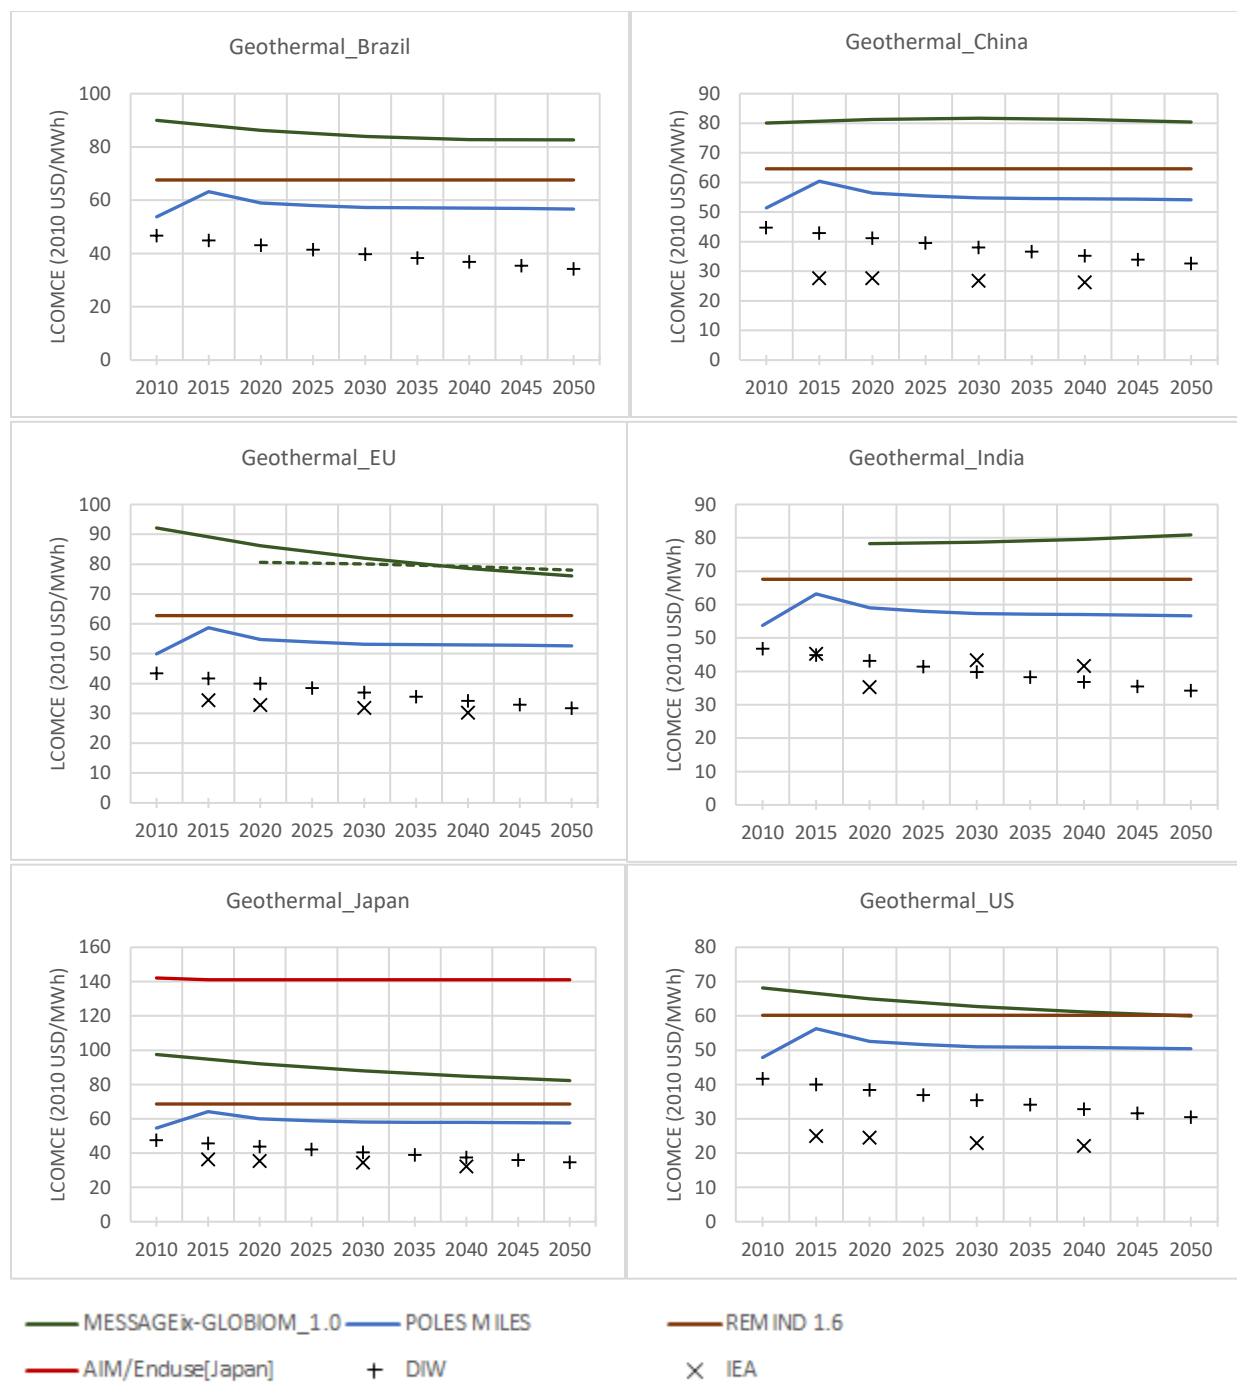 Geothermal_Brazil
LCOMCE (2010 USD/MWh)
100
80
60
40
20
0
2010 2015 2020 2025 2030 2035 2040 2045 2050
Geothermal_China
LCOMCE (2010 USD/MWh)
90
80
70
60
50
40
30
20
10
0
2010 2015 2020 2025 2030 2035 2040 2045 2050
Geothermal_EU
LCOMCE (2010 USD/MWh)
100
90
80
70
60
50
40
30
20
10
0
2010 2015 2020 2025 2030 2035 2040 2045 2050
Geothermal_India
LCOMCE (2010 USD/MWh)
90
80
70
60
50
40
30
20
10
0
2010 2015 2020 2025 2030 2035 2040 2045 2050
Geothermal_Japan
LCOMCE (2010 USD/MWh)
160
140
120
100
80
60
40
20
0
2010 2015 2020 2025 2030 2035 2040 2045 2050
Geothermal_US
LCOMCE (2010 USD/MWh)
80
70
60
50
40
30
20
10
0
2010 2015 2020 2025 2030 2035 2040 2045 2050
MESSAGEix-GLOBIOM_1.0 POLES MILES REMIND 1.6
AIM/Enduse[Japan] DIW IEA